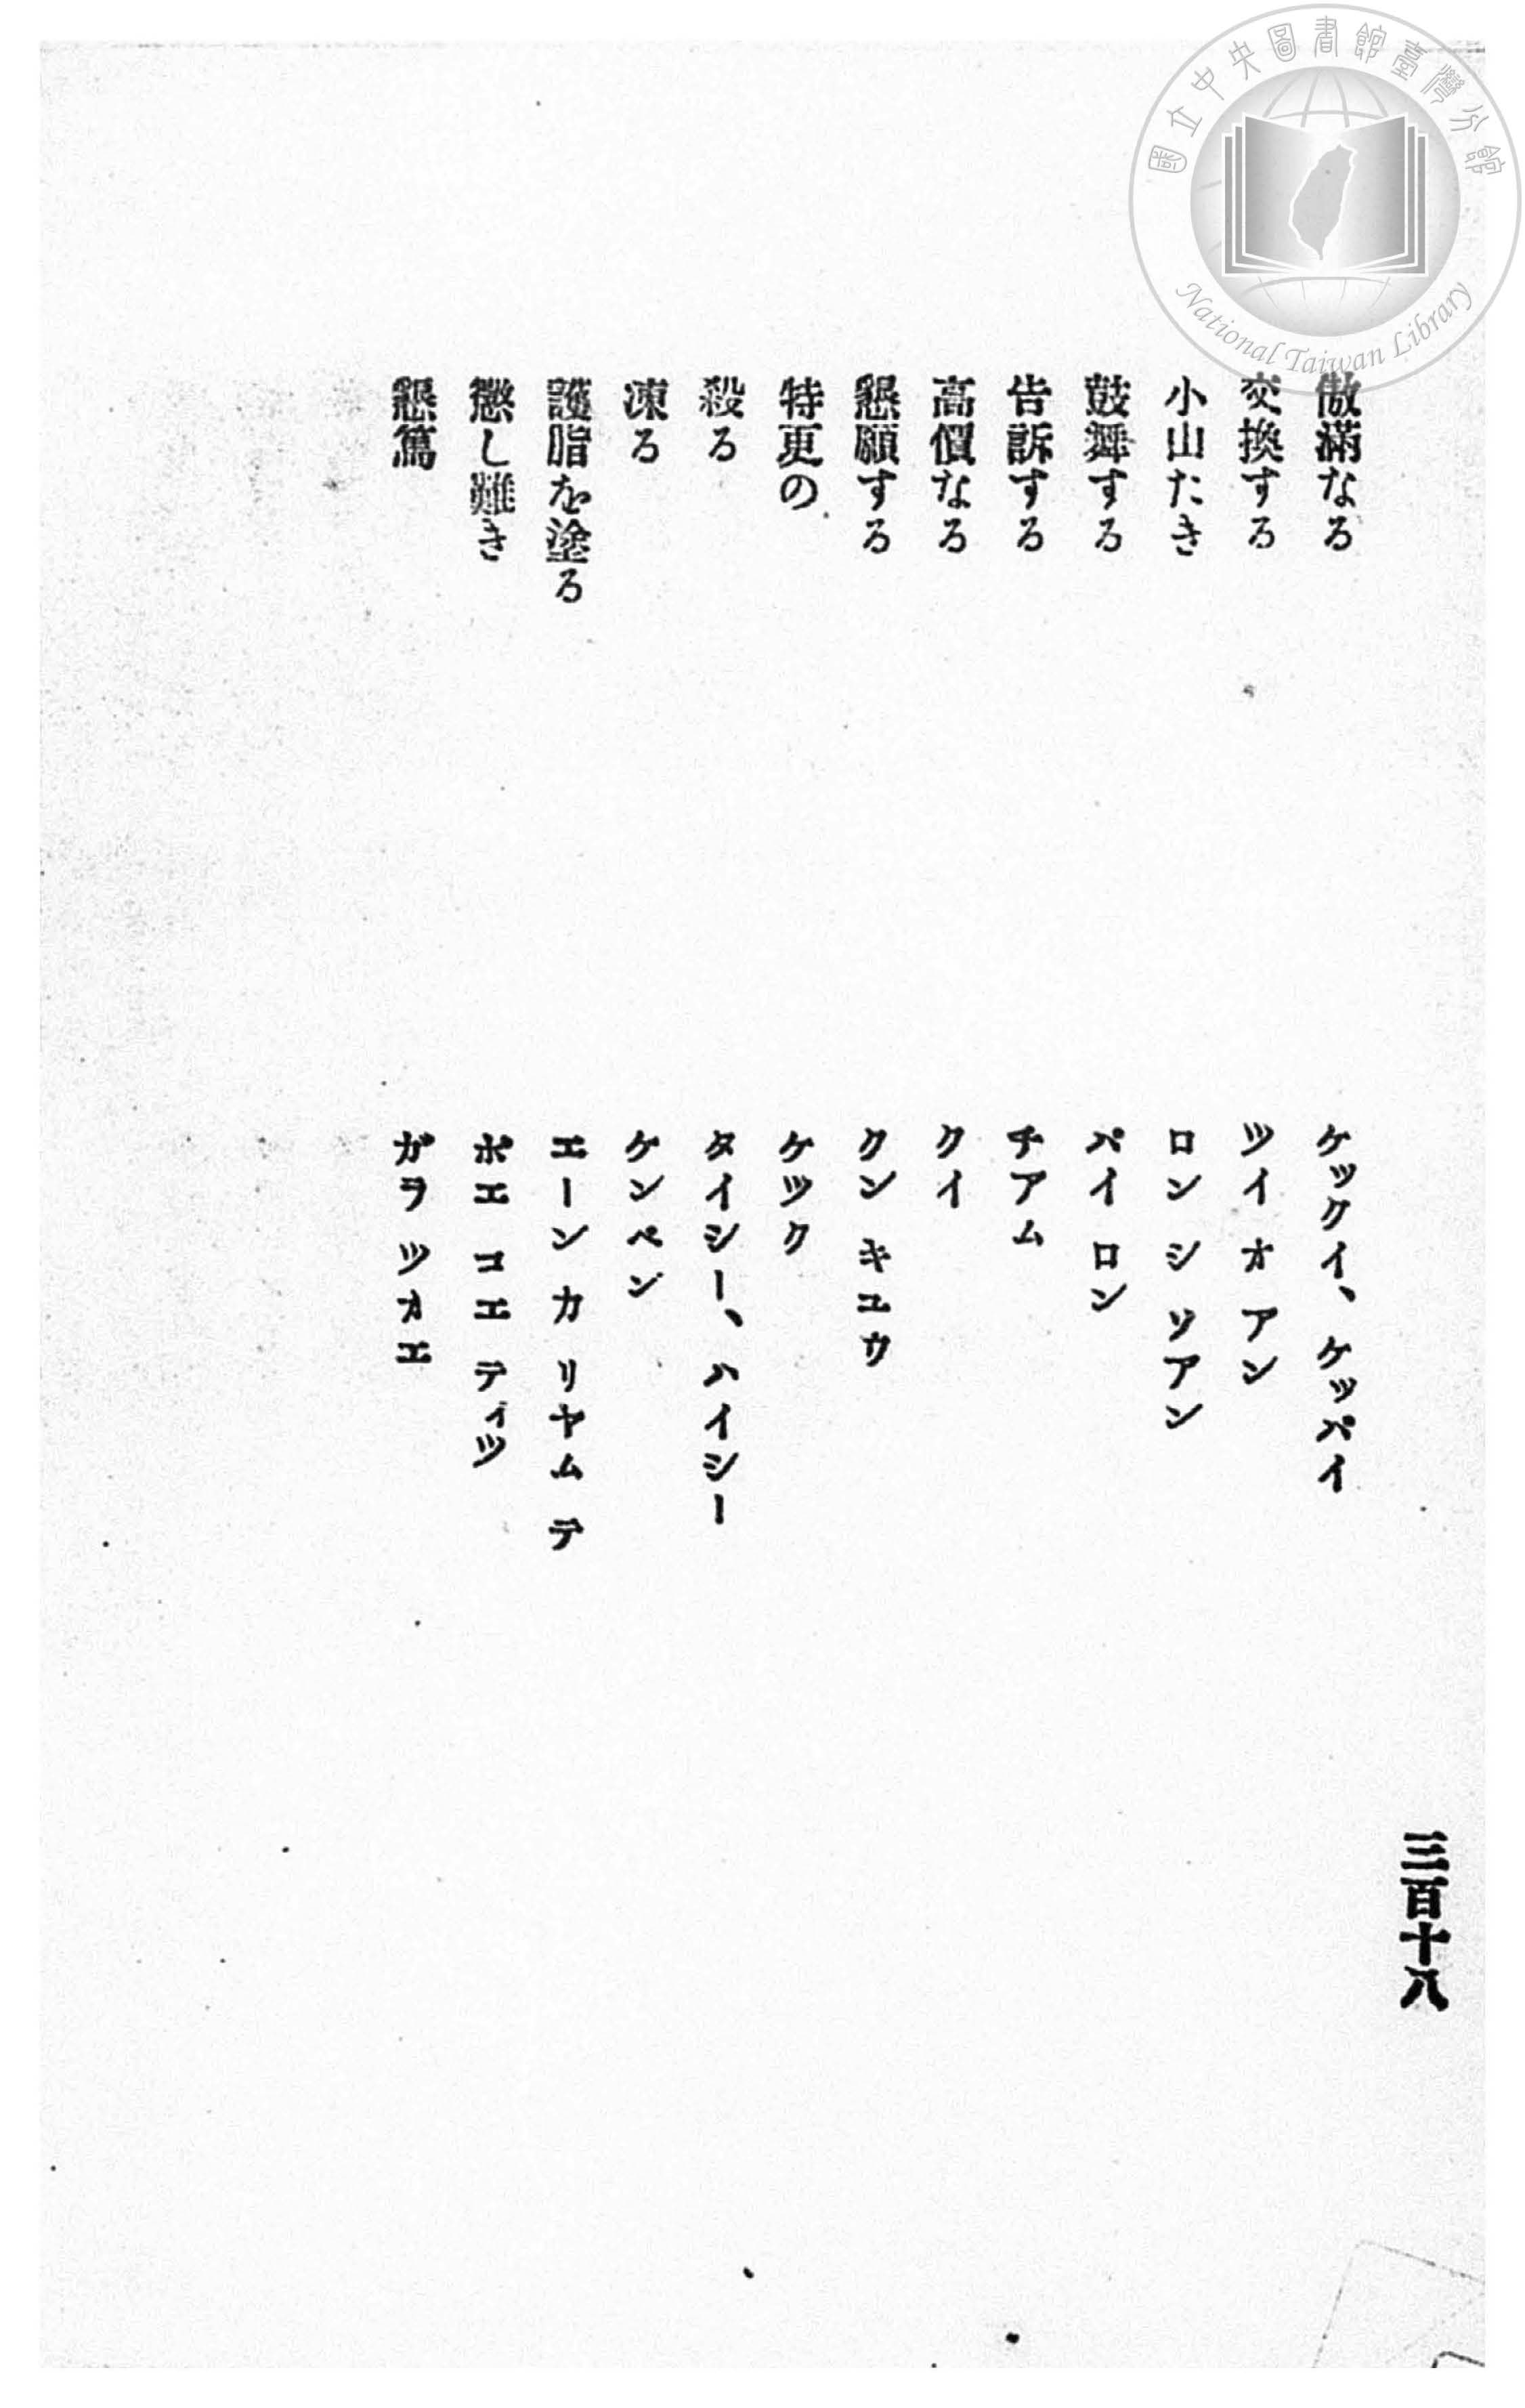 國立中央圖書館臺灣分館
National Taiwan Library
三百十八
傲滿なる ケックイ、ケッパイ
交換する ツイ オ アン
小山たき ロン シ ソアン
鼓舞する パイ ロン
告訴する チアム
高價なる クイ
懇願する クン キユウ
特更の ケツク
殺る タイシー、ハイシー
凍る ケンペン
護脂を塗る エーン カ リヤム テ
懲し難き ポエ コエ ティツ
懇篤 ガヲ ツオエ